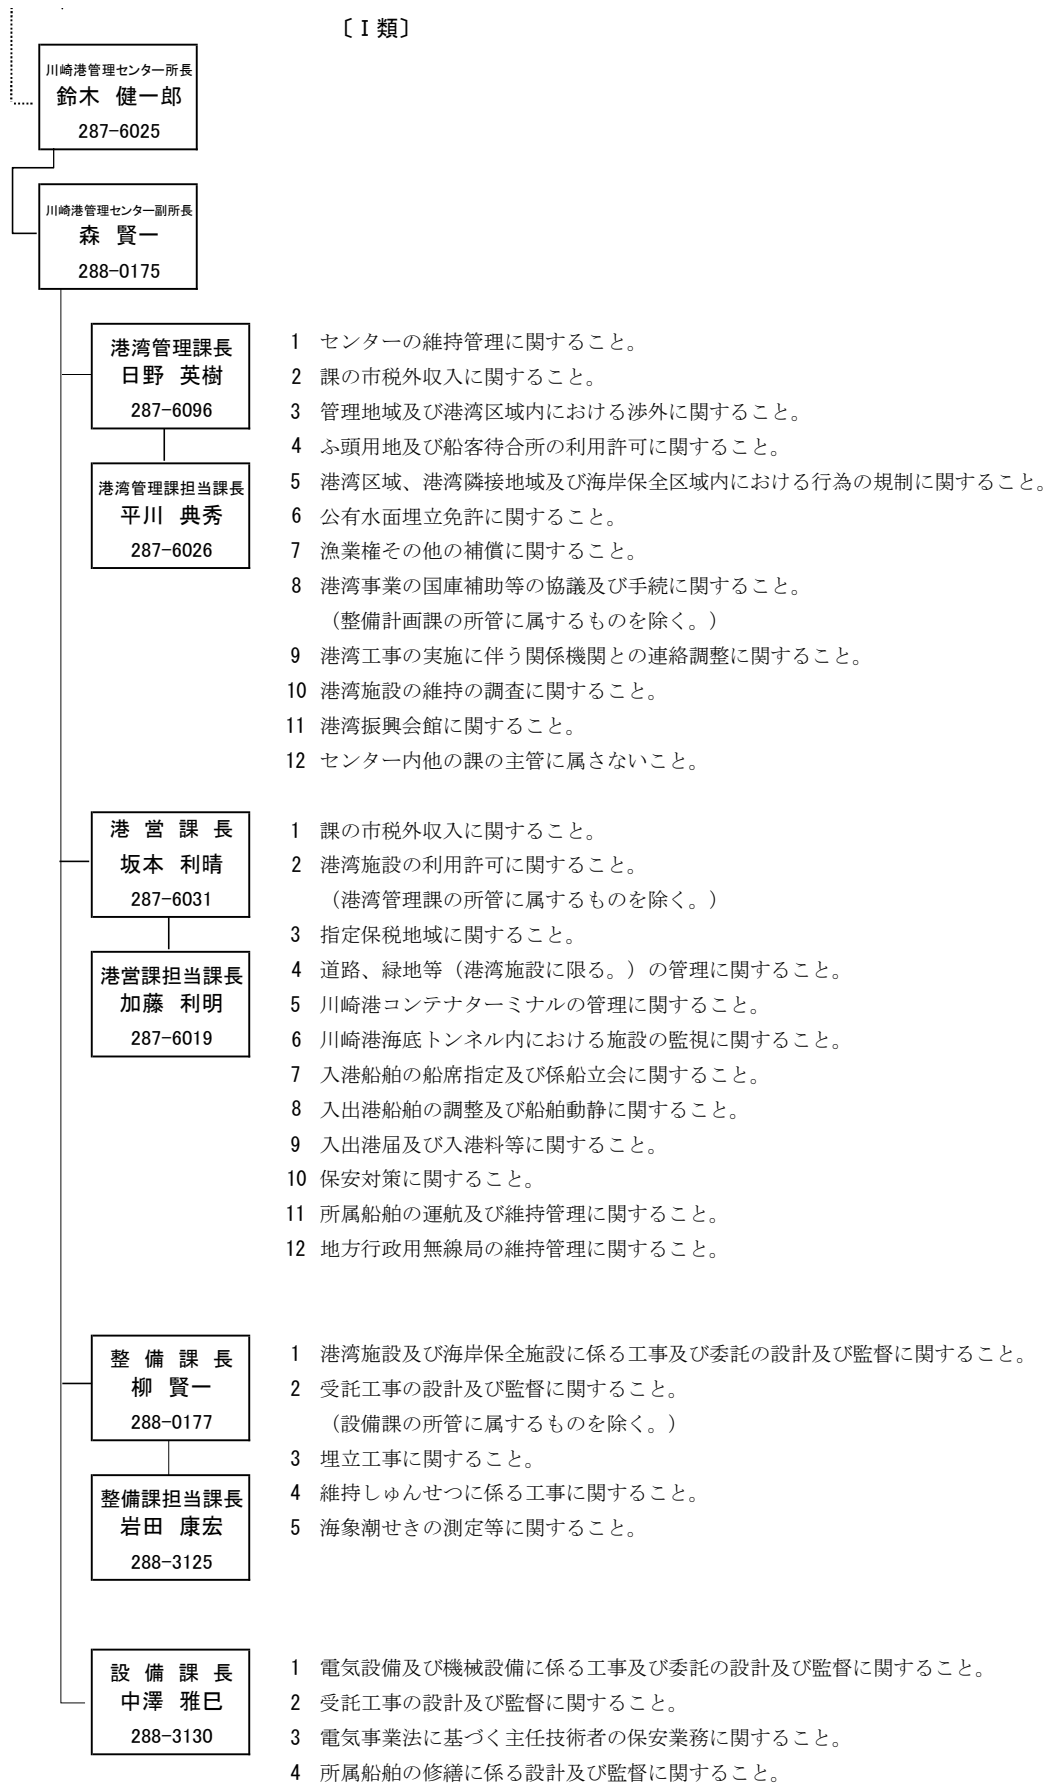 〔Ⅰ類〕
川崎港管理センター所長
鈴木 健一郎
287-6025
川崎港管理センター副所長
森 賢一
288-0175
港湾管理課長
日野 英樹
287-6096
港湾管理課担当課長
平川 典秀
287-6026
1 センターの維持管理に関すること。
2 課の市税外収入に関すること。
3 管理地域及び港湾区域内における渉外に関すること。
4 ふ頭用地及び船客待合所の利用許可に関すること。
5 港湾区域、港湾隣接地域及び海岸保全区域内における行為の規制に関すること。
6 公有水面埋立免許に関すること。
7 漁業権その他の補償に関すること。
8 港湾事業の国庫補助等の協議及び手続に関すること。
（整備計画課の所管に属するものを除く。）
9 港湾工事の実施に伴う関係機関との連絡調整に関すること。
10 港湾施設の維持の調査に関すること。
11 港湾振興会館に関すること。
12 センター内他の課の主管に属さないこと。
港 営 課 長
坂本 利晴
287-6031
港営課担当課長
加藤 利明
287-6019
1 課の市税外収入に関すること。
2 港湾施設の利用許可に関すること。
（港湾管理課の所管に属するものを除く。）
3 指定保税地域に関すること。
4 道路、緑地等（港湾施設に限る。）の管理に関すること。
5 川崎港コンテナターミナルの管理に関すること。
6 川崎港海底トンネル内における施設の監視に関すること。
7 入港船舶の船席指定及び係船立会に関すること。
8 入出港船舶の調整及び船舶動静に関すること。
9 入出港届及び入港料等に関すること。
10 保安対策に関すること。
11 所属船舶の運航及び維持管理に関すること。
12 地方行政用無線局の維持管理に関すること。
整 備 課 長
柳 賢一
288-0177
整備課担当課長
岩田 康宏
288-3125
1 港湾施設及び海岸保全施設に係る工事及び委託の設計及び監督に関すること。
2 受託工事の設計及び監督に関すること。
（設備課の所管に属するものを除く。）
3 埋立工事に関すること。
4 維持しゅんせつに係る工事に関すること。
5 海象潮せきの測定等に関すること。
設 備 課 長
中澤 雅巳
288-3130
1 電気設備及び機械設備に係る工事及び委託の設計及び監督に関すること。
2 受託工事の設計及び監督に関すること。
3 電気事業法に基づく主任技術者の保安業務に関すること。
4 所属船舶の修繕に係る設計及び監督に関すること。